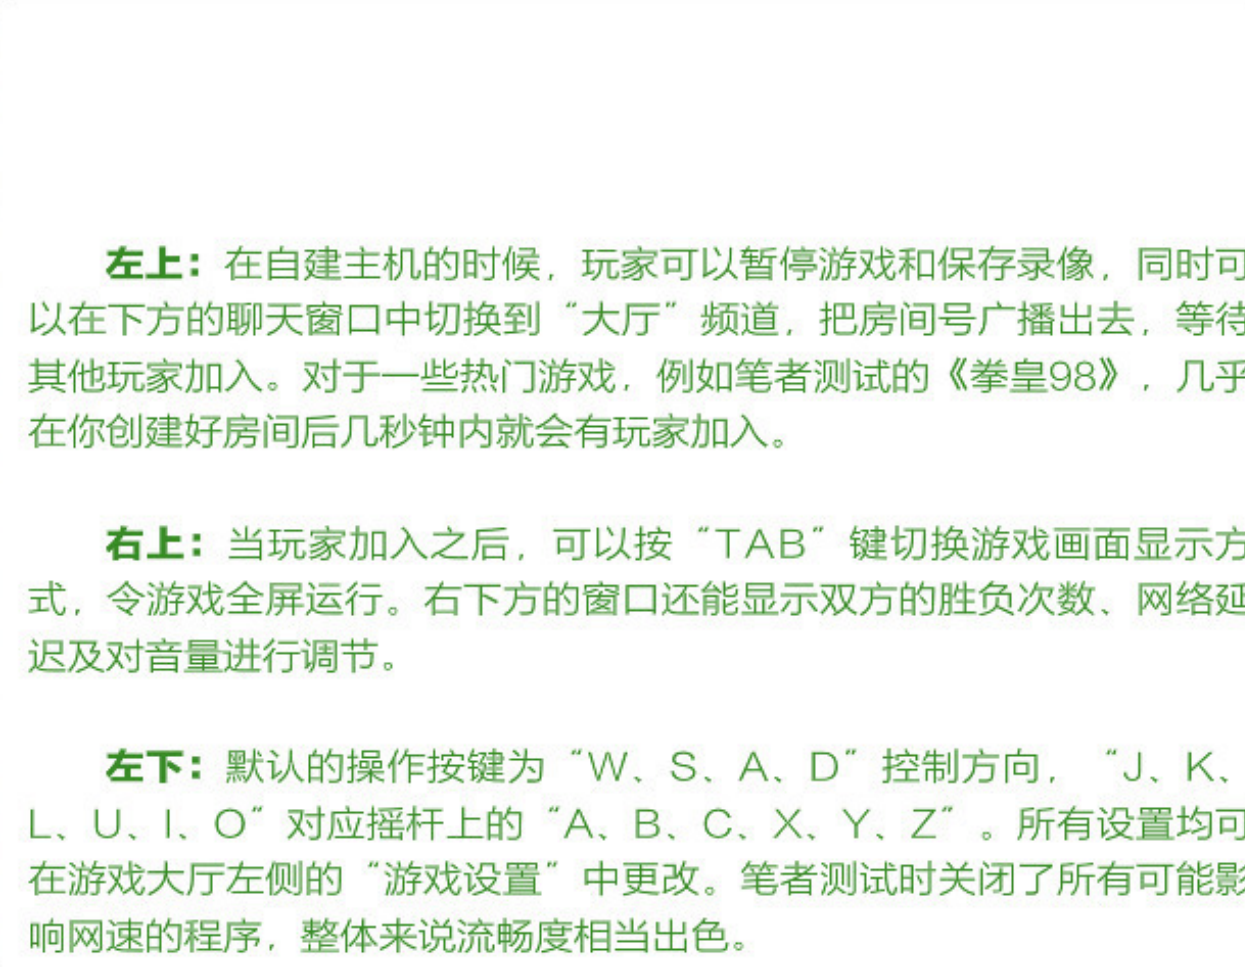 左上：在自建主机的时候，玩家可以暂停游戏和保存录像，同时可
以在下方的聊天窗口中切换到“大厅”频道，把房间号广播出去，等待
其他玩家加入。对于一些热门游戏，例如笔者测试的《拳皇98》，几乎
在你创建好房间后几秒钟内就会有玩家加入。
右上：当玩家加入之后，可以按“TAB”键切换游戏画面显示方
式，令游戏全屏运行。右下方的窗口还能显示双方的胜负次数、网络延
迟及对音量进行调节。
左下：默认的操作按键为“W、S、A、D”控制方向，“J、K、
L、U、I、O”对应摇杆上的“A、B、C、X、Y、Z”。所有设置均可
在游戏大厅左侧的“游戏设置”中更改。笔者测试时关闭了所有可能影
响网速的程序，整体来说流畅度相当出色。